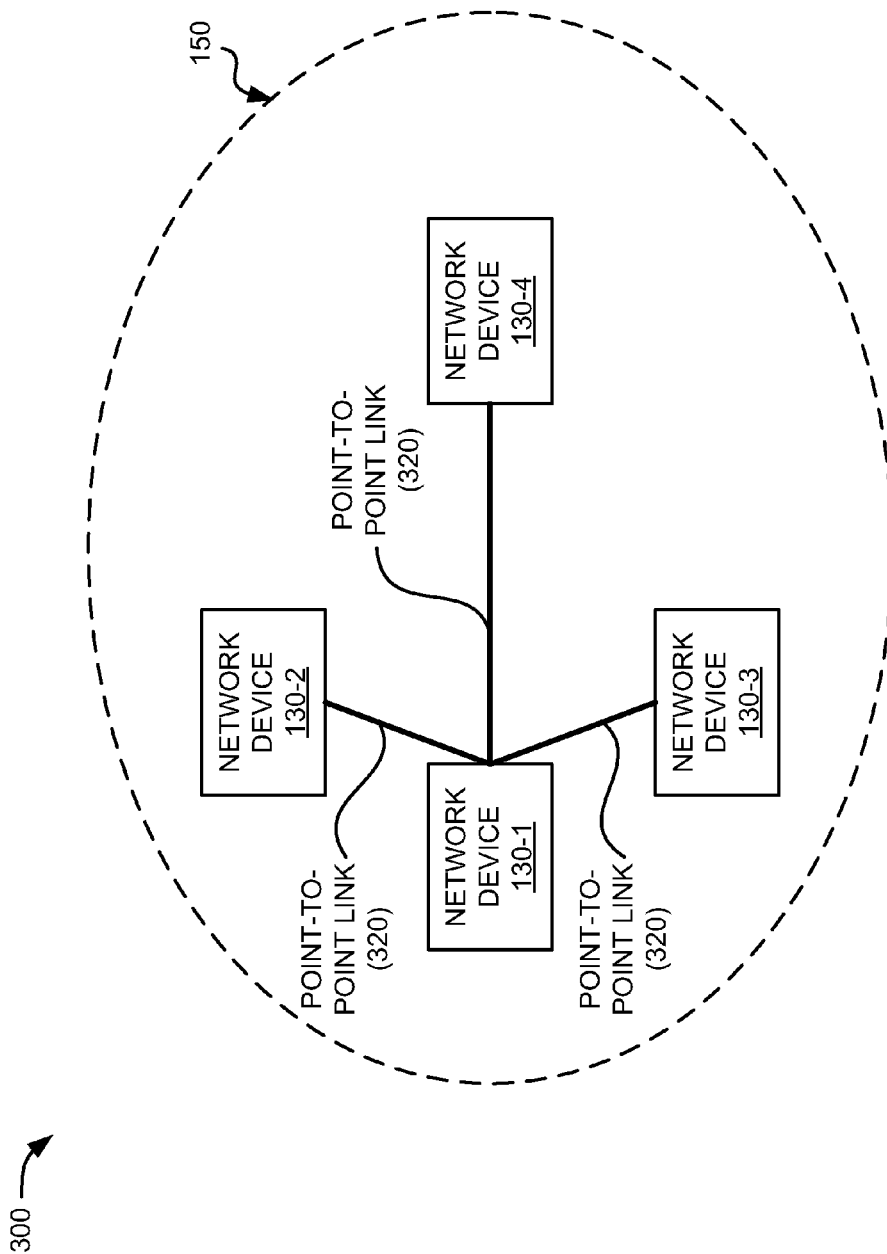 300
150
NETWORK
DEVICE
130-2
POINT-TO-
POINT LINK
(320)
POINT-TO-
POINT LINK
(320)
NETWORK
DEVICE
130-1
NETWORK
DEVICE
130-4
POINT-TO-
POINT LINK
(320)
NETWORK
DEVICE
130-3